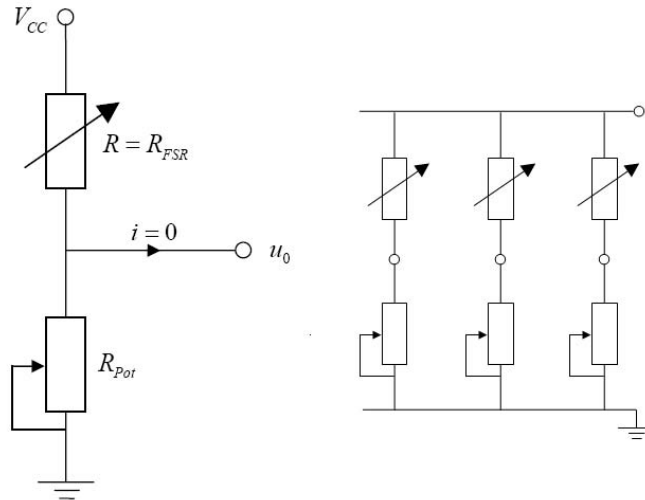 V_CC
R = R_FSR
i = 0
u_0
R_Pot